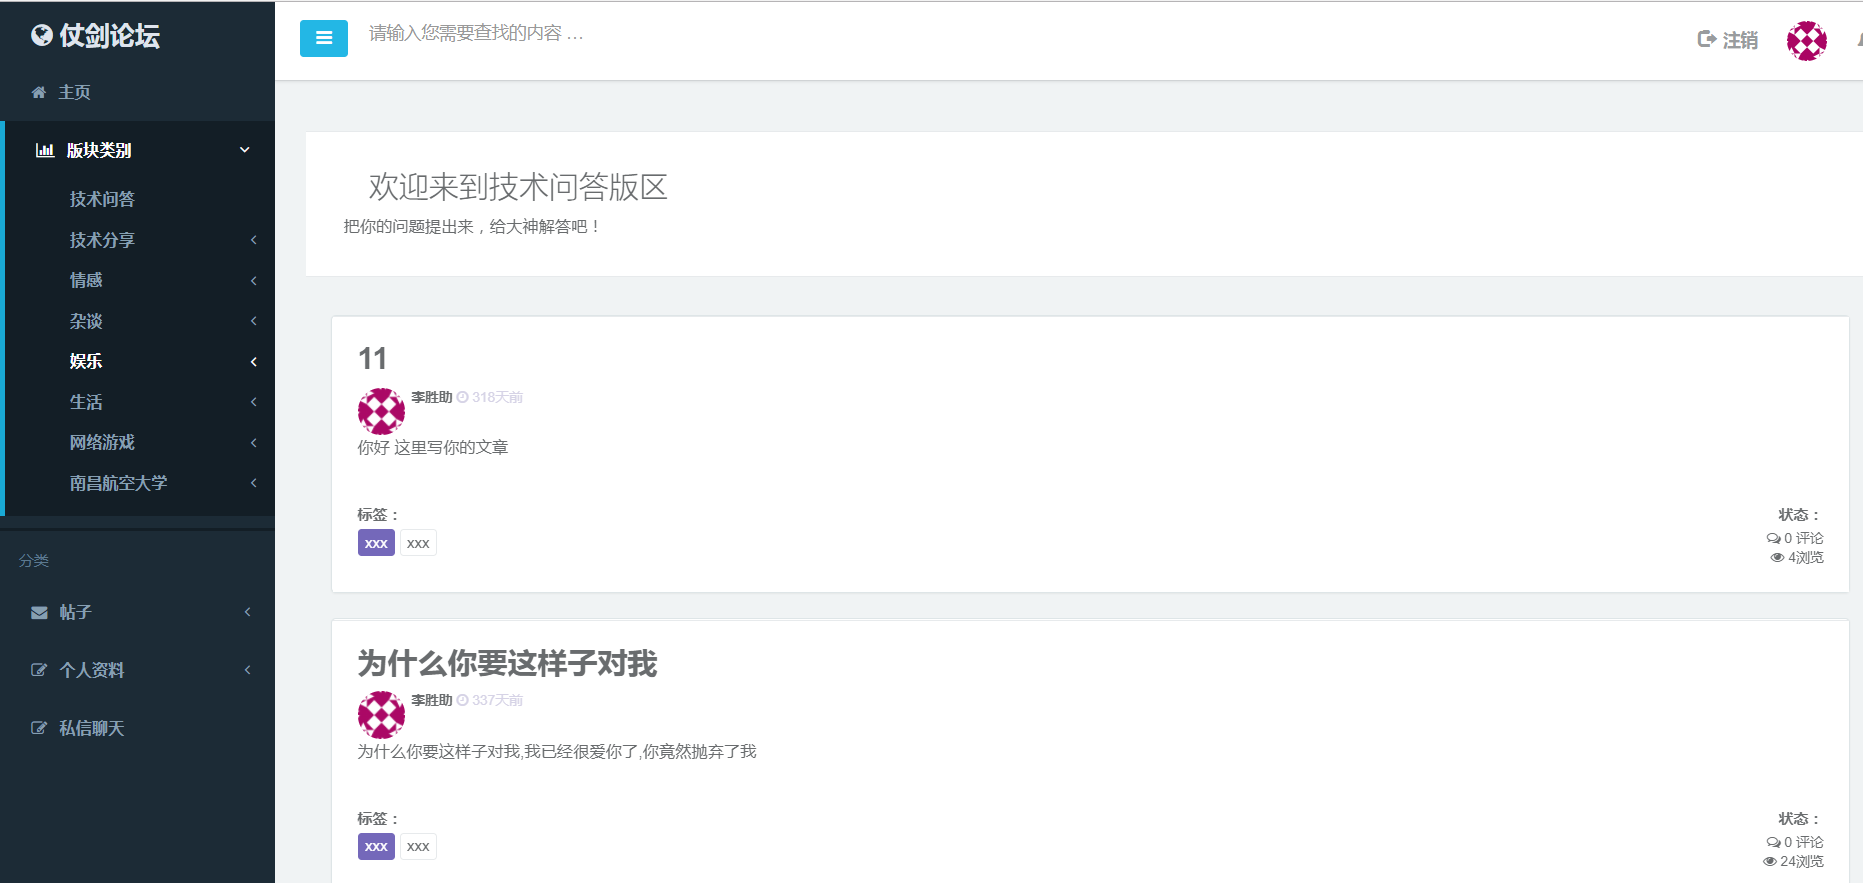 仗剑论坛
主页
版块类别
技术问答
技术分享
情感
杂谈
娱乐
生活
网络游戏
南昌航空大学
分类
帖子
个人资料
私信聊天
请输入您需要查找的内容 …
注销
欢迎来到技术问答版区
把你的问题提出来，给大神解答吧！
11
李胜助 318天前
你好 这里写你的文章
标签：
xxx xxx
状态：
0 评论
4浏览
为什么你要这样子对我
李胜助 337天前
为什么你要这样子对我,我已经很爱你了,你竟然抛弃了我
标签：
xxx xxx
状态：
0 评论
24浏览